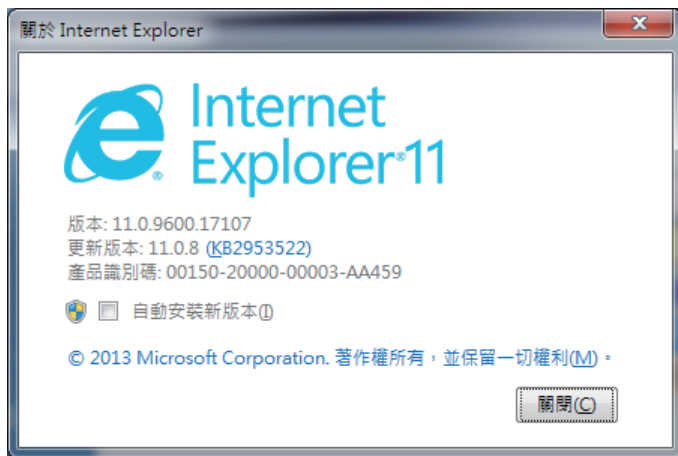 關於 Internet Explorer
Internet
Explorer®11
版本: 11.0.9600.17107
更新版本: 11.0.8 (KB2953522)
產品識別碼: 00150-20000-00003-AA459
自動安裝新版本(I)
© 2013 Microsoft Corporation. 著作權所有，並保留一切權利(M)。
關閉(C)